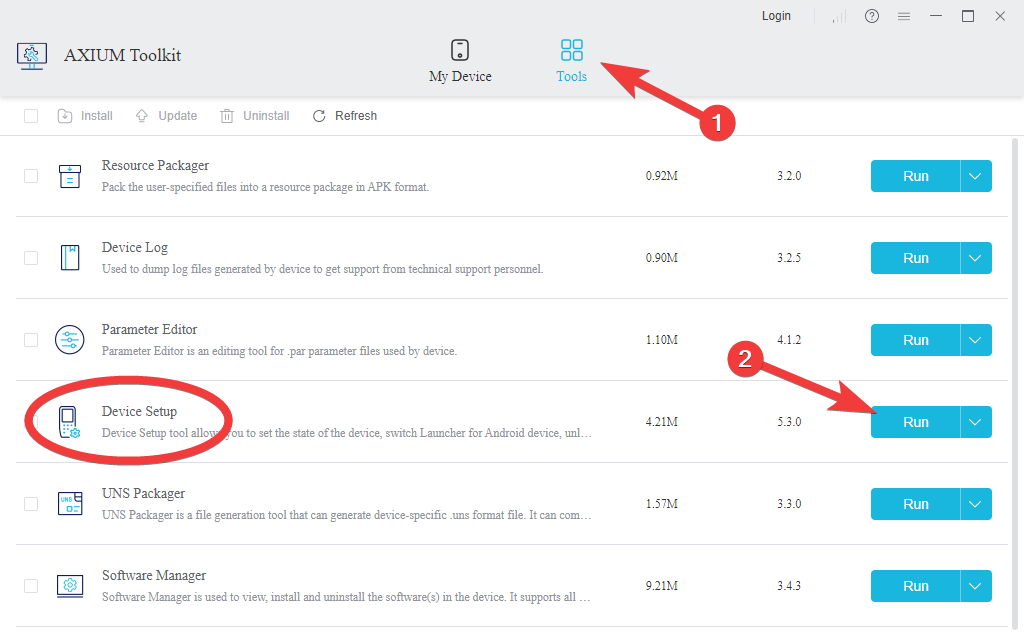 Login
AXIUM Toolkit
My Device
Tools
1
Install Update Uninstall Refresh
Resource Packager
Pack the user-specified files into a resource package in APK format.
0.92M 3.2.0 Run
Device Log
Used to dump log files generated by device to get support from technical support personnel.
0.90M 3.2.5 Run
Parameter Editor
Parameter Editor is an editing tool for .par parameter files used by device.
1.10M 4.1.2 Run
2
Device Setup
Device Setup tool allows you to set the state of the device, switch Launcher for Android device, unl…
4.21M 5.3.0 Run
UNS
UNS Packager
UNS Packager is a file generation tool that can generate device-specific .uns format file. It can com…
1.57M 3.3.0 Run
Software Manager
Software Manager is used to view, install and uninstall the software(s) in the device. It supports all …
9.21M 3.4.3 Run